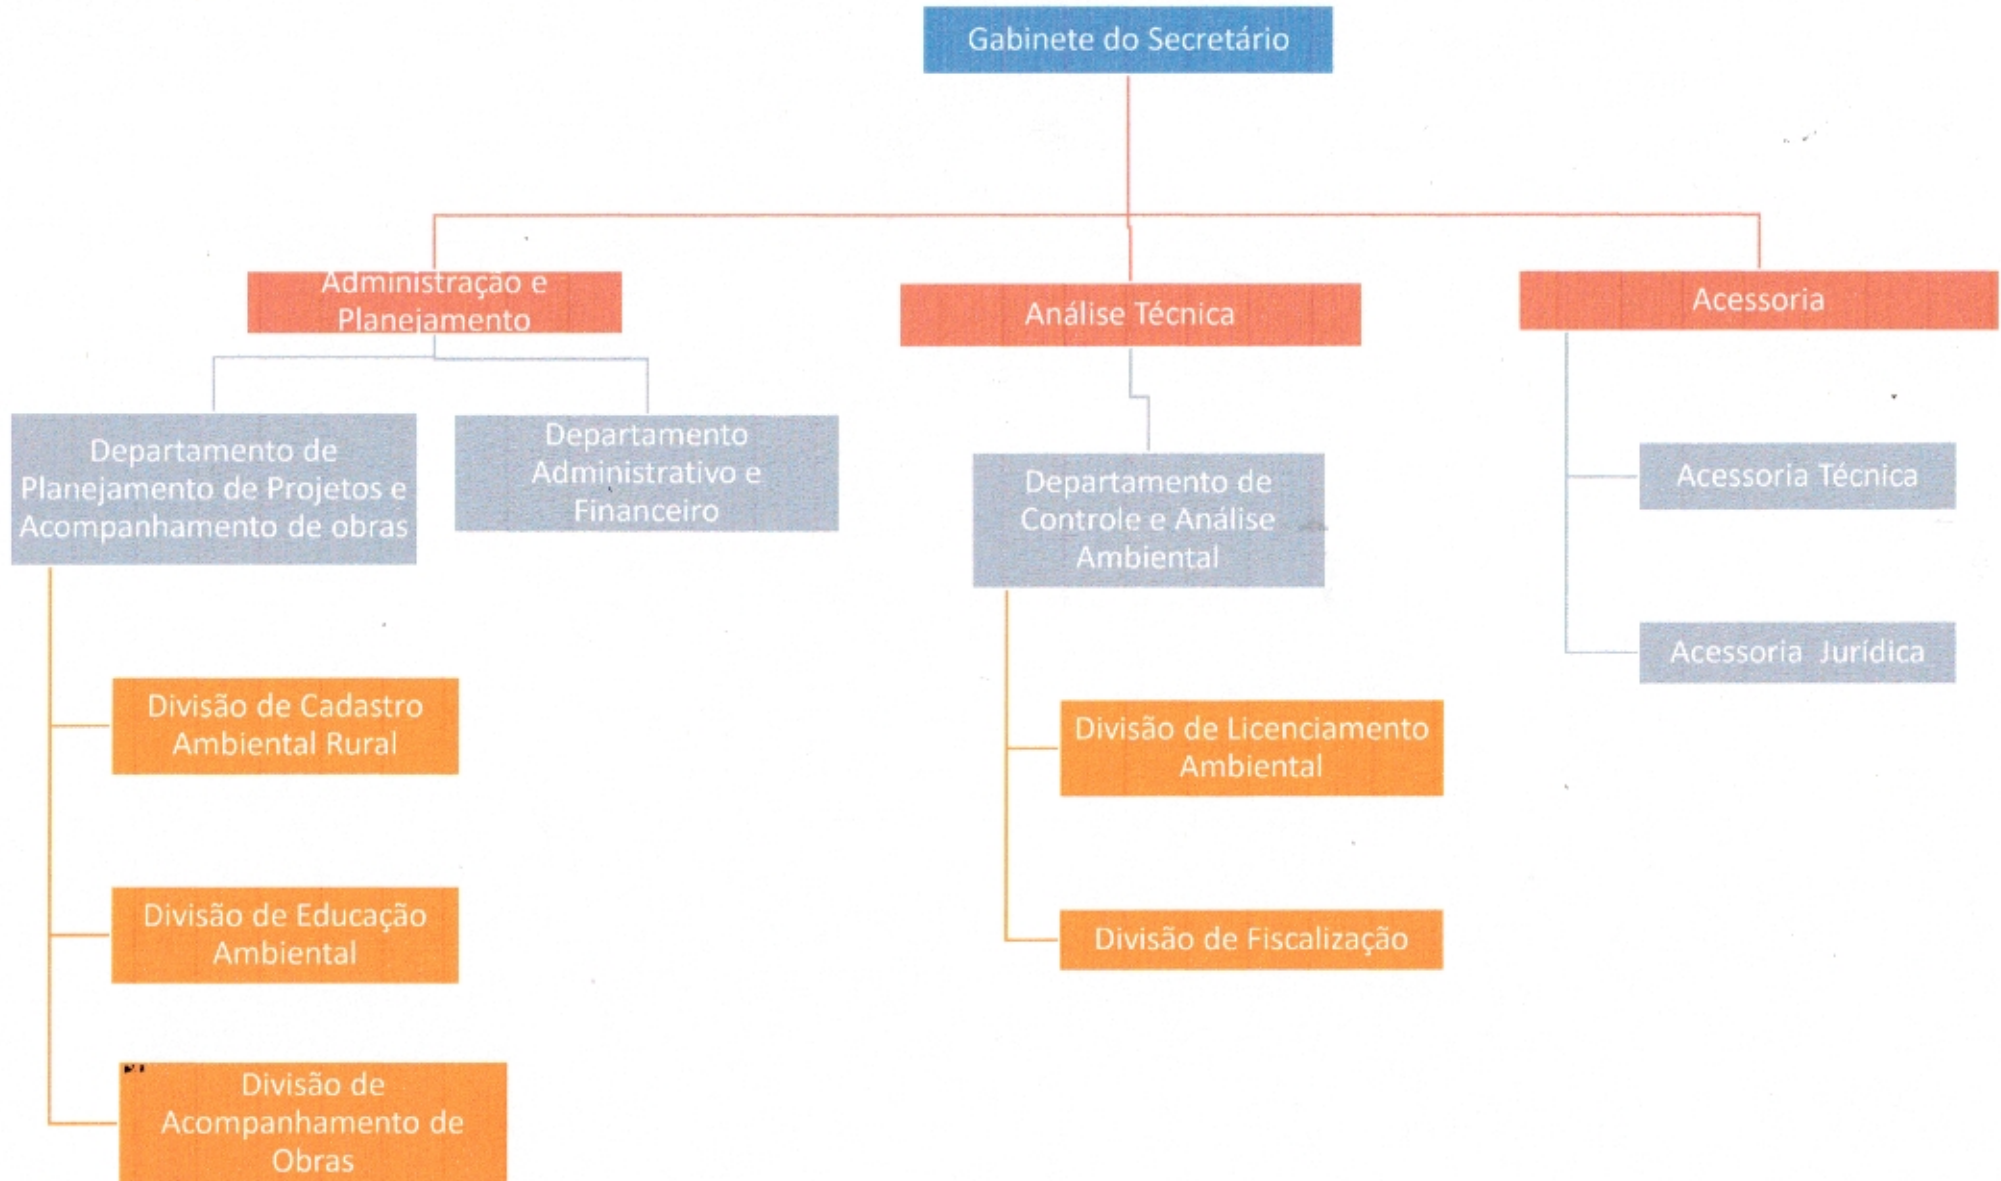 Gabinete do Secretário
Administração e
Planejamento
Análise Técnica
Acessoria
Departamento de
Planejamento de Projetos e
Acompanhamento de obras
Departamento
Administrativo e
Financeiro
Departamento de
Controle e Análise
Ambiental
Acessoria Técnica
Acessoria  Jurídica
Divisão de Cadastro
Ambiental Rural
Divisão de Licenciamento
Ambiental
Divisão de Educação
Ambiental
Divisão de Fiscalização
Divisão de
Acompanhamento de
Obras